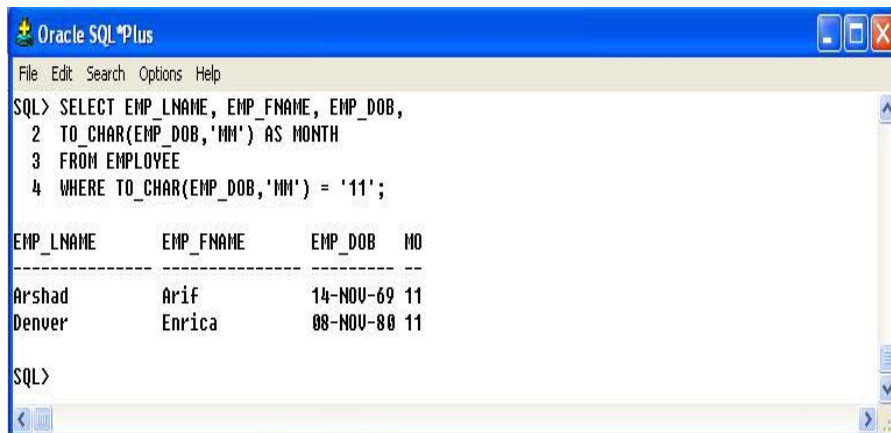 Oracle SQL*Plus
File Edit Search Options Help
SQL> SELECT EMP_LNAME, EMP_FNAME, EMP_DOB,
2 TO_CHAR(EMP_DOB,'MM') AS MONTH
3 FROM EMPLOYEE
4 WHERE TO_CHAR(EMP_DOB,'MM') = '11';
EMP_LNAME EMP_FNAME EMP_DOB MO
--------------- --------------- --------- --
Arshad Arif 14-NOV-69 11
Denver Enrica 08-NOV-80 11
SQL>